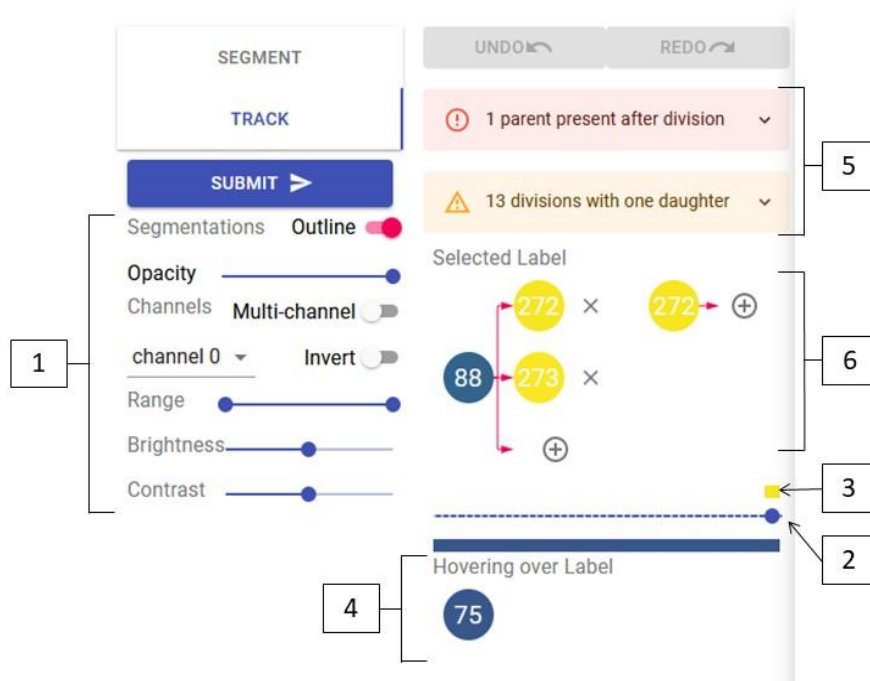 SEGMENT
TRACK
SUBMIT
Segmentations Outline
Opacity
Channels Multi-channel
channel 0 Invert
Range
Brightness
Contrast
1
UNDO REDO
1 parent present after division
13 divisions with one daughter
5
Selected Label
272 272
88 273
6
3
2
Hovering over Label
4
75